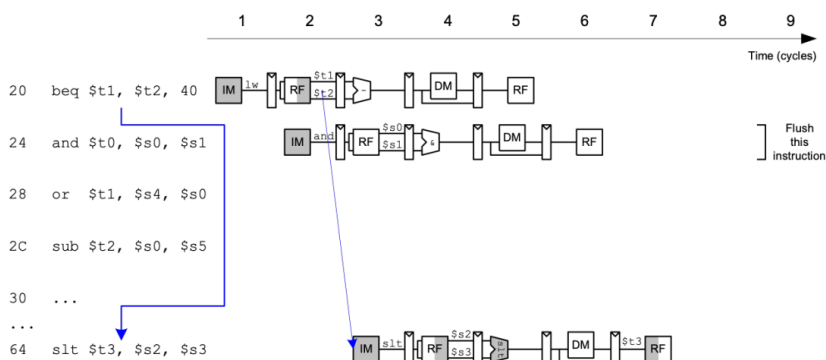 1 2 3 4 5 6 7 8 9
Time (cycles)
20 beq $t1, $t2, 40 IM lw RF $t1 $t2 - DM RF
24 and $t0, $s0, $s1 IM and RF $s0 $s1 & DM RF Flush this instruction
28 or $t1, $s4, $s0
2C sub $t2, $s0, $s5
30 ...
...
64 slt $t3, $s2, $s3 IM slt RF $s2 $s3 slt DM $t3 RF